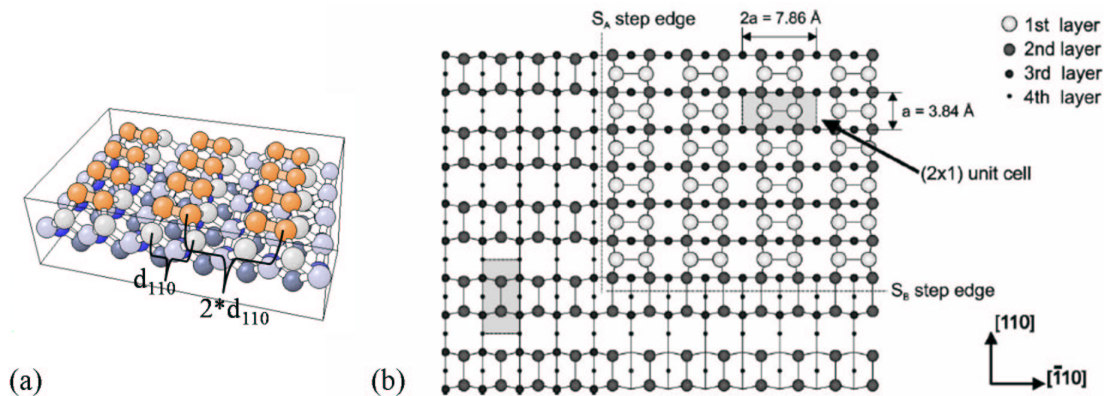 (a)
d110
2*d110
(b)
SA step edge
2a = 7.86 Å
1st layer
2nd layer
3rd layer
4th layer
a = 3.84 Å
(2x1) unit cell
SB step edge
[110]
[1̄10]